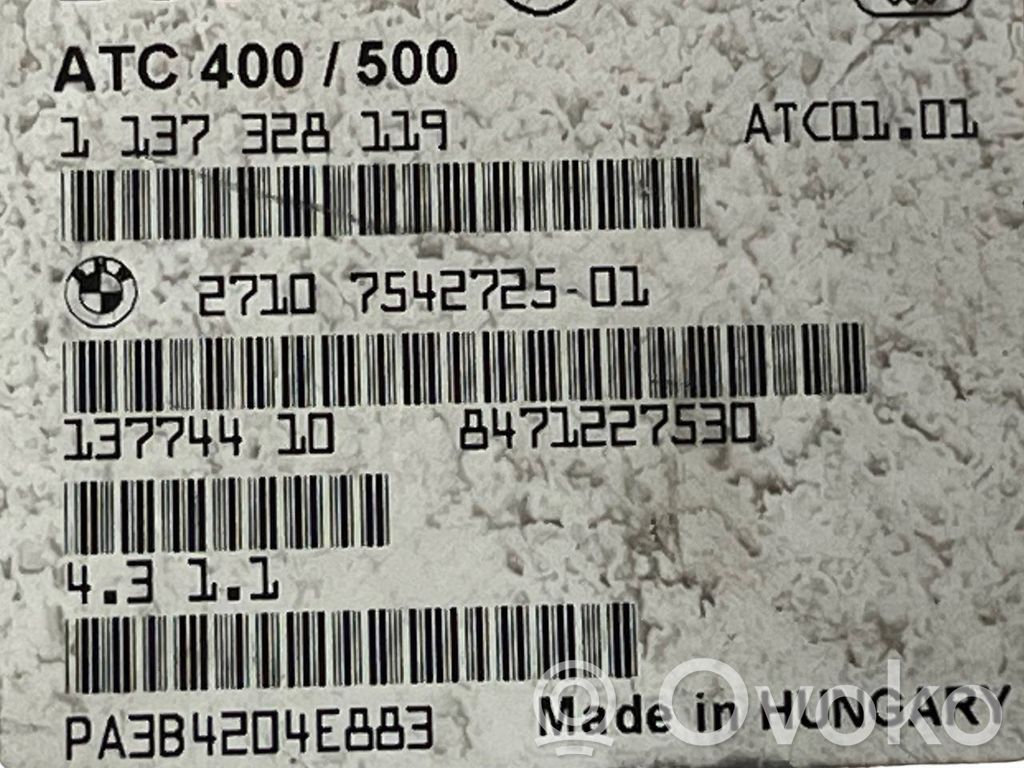 ATC 400 / 500
1 137 328 119 ATC01.01
2710 7542725-01
137744.10 8471227530
4.3 1.1
PA3B4204E883
Made in HUNGARY
Ovoko